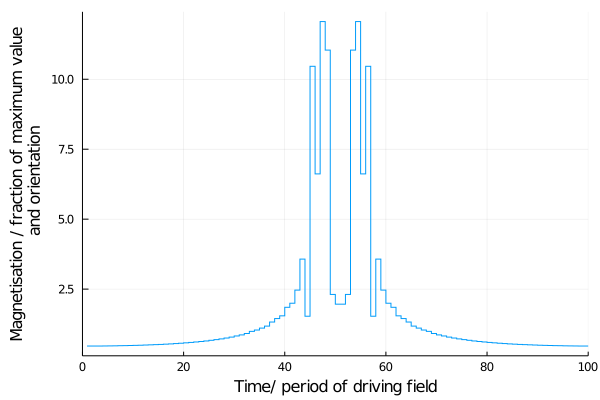 Magnetisation / fraction of maximum value
and orientation
10.0
7.5
5.0
2.5
0 20 40 60 80 100
Time/ period of driving field